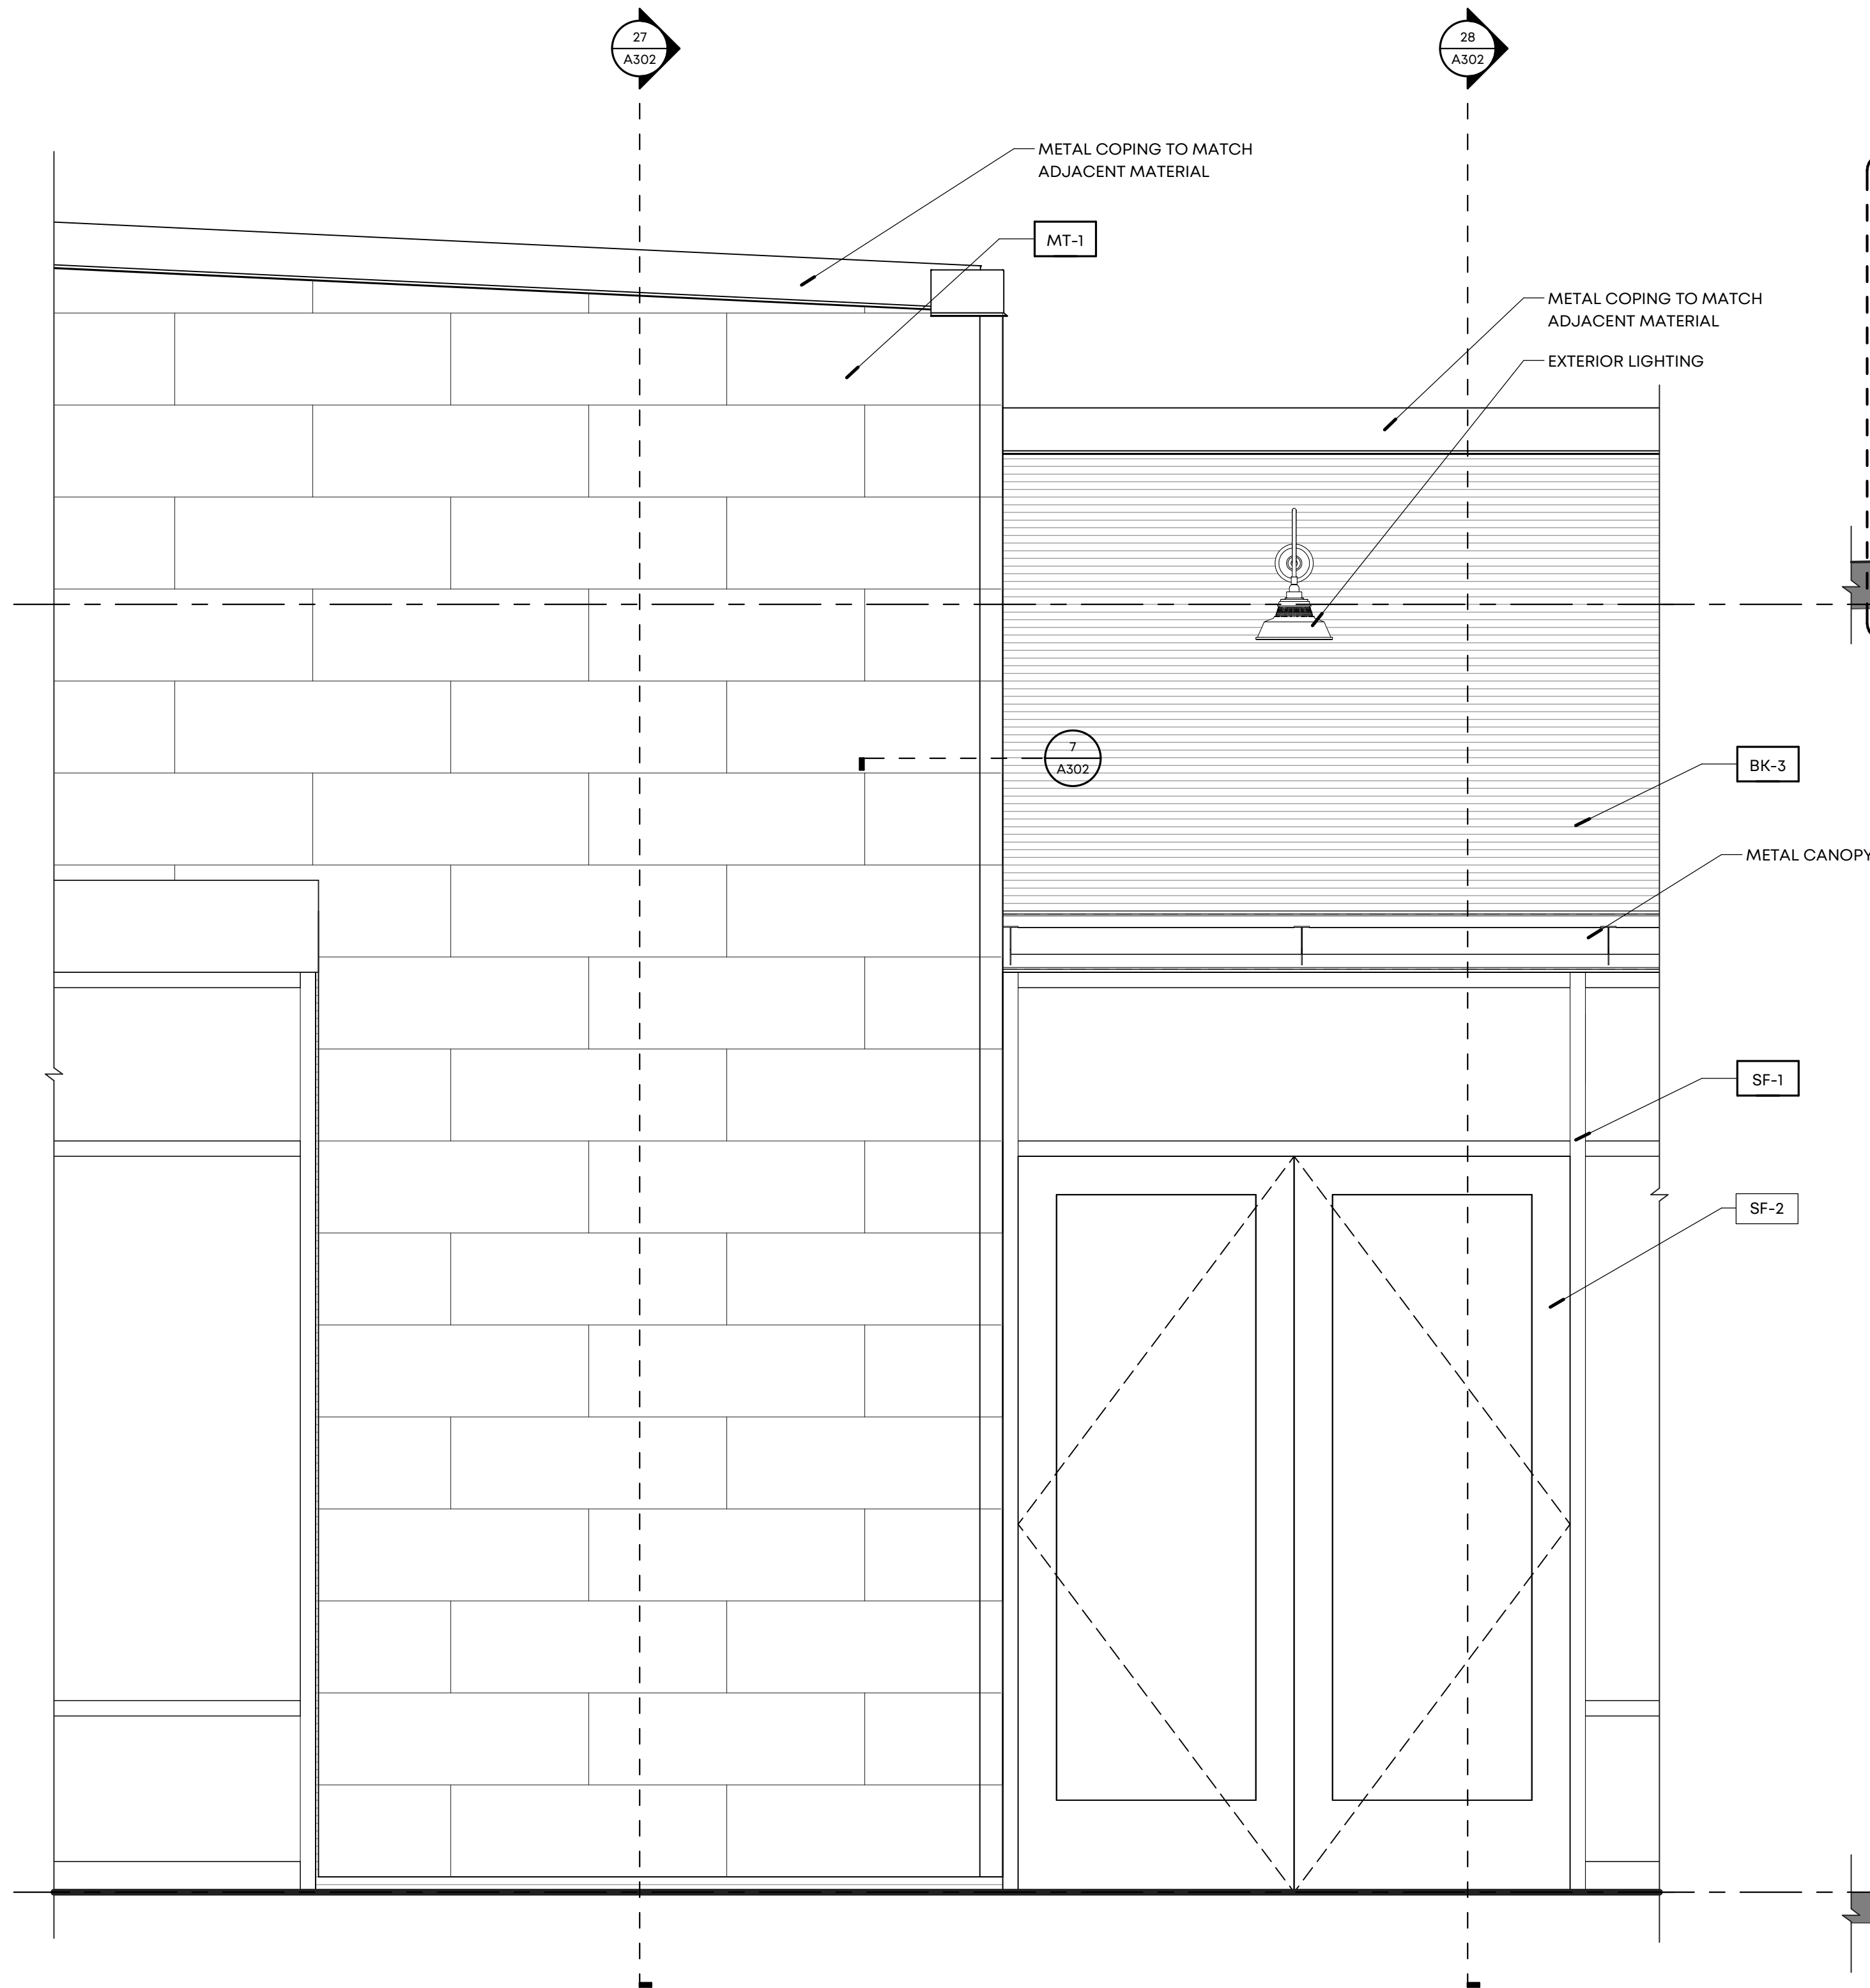 27
A302
28
A302
METAL COPING TO MATCH
ADJACENT MATERIAL
MT-1
METAL COPING TO MATCH
ADJACENT MATERIAL
EXTERIOR LIGHTING
7
A302
BK-3
METAL CANOPY
SF-1
SF-2